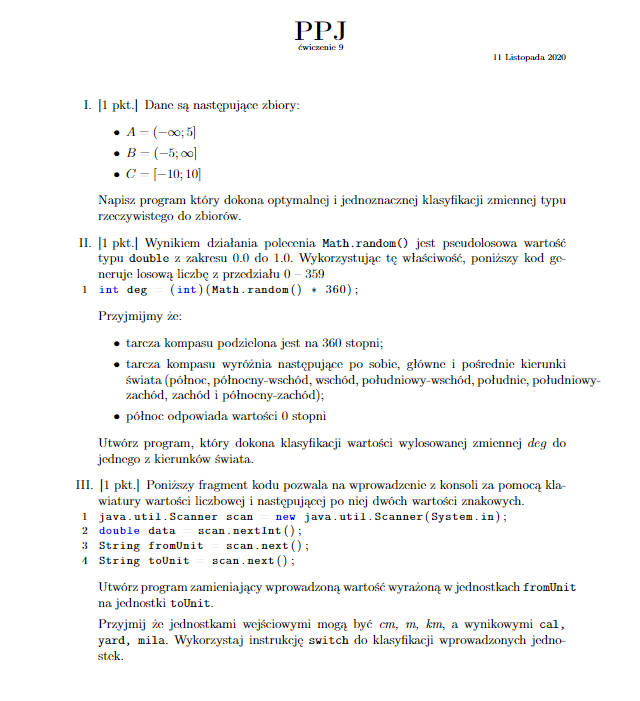 PPJ
ćwiczenie 9
11 Listopada 2020
I. [1 pkt.] Dane są następujące zbiory:
• A = (−∞; 5]
• B = (−5; ∞]
• C = [−10; 10]
Napisz program który dokona optymalnej i jednoznacznej klasyfikacji zmiennej typu
rzeczywistego do zbiorów.
II. [1 pkt.] Wynikiem działania polecenia Math.random() jest pseudolosowa wartość
typu double z zakresu 0.0 do 1.0. Wykorzystując tę właściwość, poniższy kod ge-
neruje losową liczbę z przedziału 0 – 359
1 int deg = (int)(Math.random() * 360);
Przyjmijmy że:
• tarcza kompasu podzielona jest na 360 stopni;
• tarcza kompasu wyróżnia następujące po sobie, główne i pośrednie kierunki
świata (północ, północny-wschód, wschód, południowy-wschód, południe, południowy-
zachód, zachód i północny-zachód);
• północ odpowiada wartości 0 stopni
Utwórz program, który dokona klasyfikacji wartości wylosowanej zmiennej deg do
jednego z kierunków świata.
III. [1 pkt.] Poniższy fragment kodu pozwala na wprowadzenie z konsoli za pomocą kla-
wiatury wartości liczbowej i następującej po niej dwóch wartości znakowych.
1 java.util.Scanner scan = new java.util.Scanner(System.in);
2 double data = scan.nextInt();
3 String fromUnit = scan.next();
4 String toUnit = scan.next();
Utwórz program zamieniający wprowadzoną wartość wyrażoną w jednostkach fromUnit
na jednostki toUnit.
Przyjmij że jednostkami wejściowymi mogą być cm, m, km, a wynikowymi cal,
yard, mila. Wykorzystaj instrukcję switch do klasyfikacji wprowadzonych jedno-
stek.